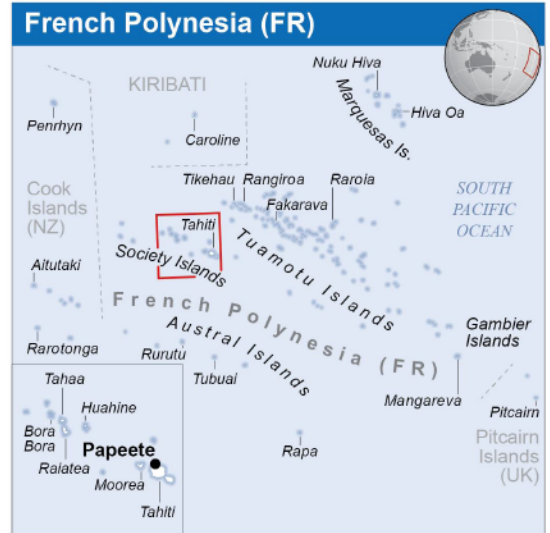 French Polynesia (FR)
Nuku Hiva
KIRIBATI
Marquesas Is.
Hiva Oa
Penrhyn
Caroline
Tikehau
Rangiroa
Raroia
Fakarava
Cook
Islands
(NZ)
SOUTH
PACIFIC
OCEAN
Tahiti
Society Islands
Tuamotu Islands
Aitutaki
French Polynesia (FR)
Austral Islands
Gambier
Islands
Rarotonga
Rurutu
Tubuai
Mangareva
Pitcairn
Rapa
Pitcairn
Islands
(UK)
Tahaa
Huahine
Bora
Bora
Papeete
Raiatea
Moorea
Tahiti